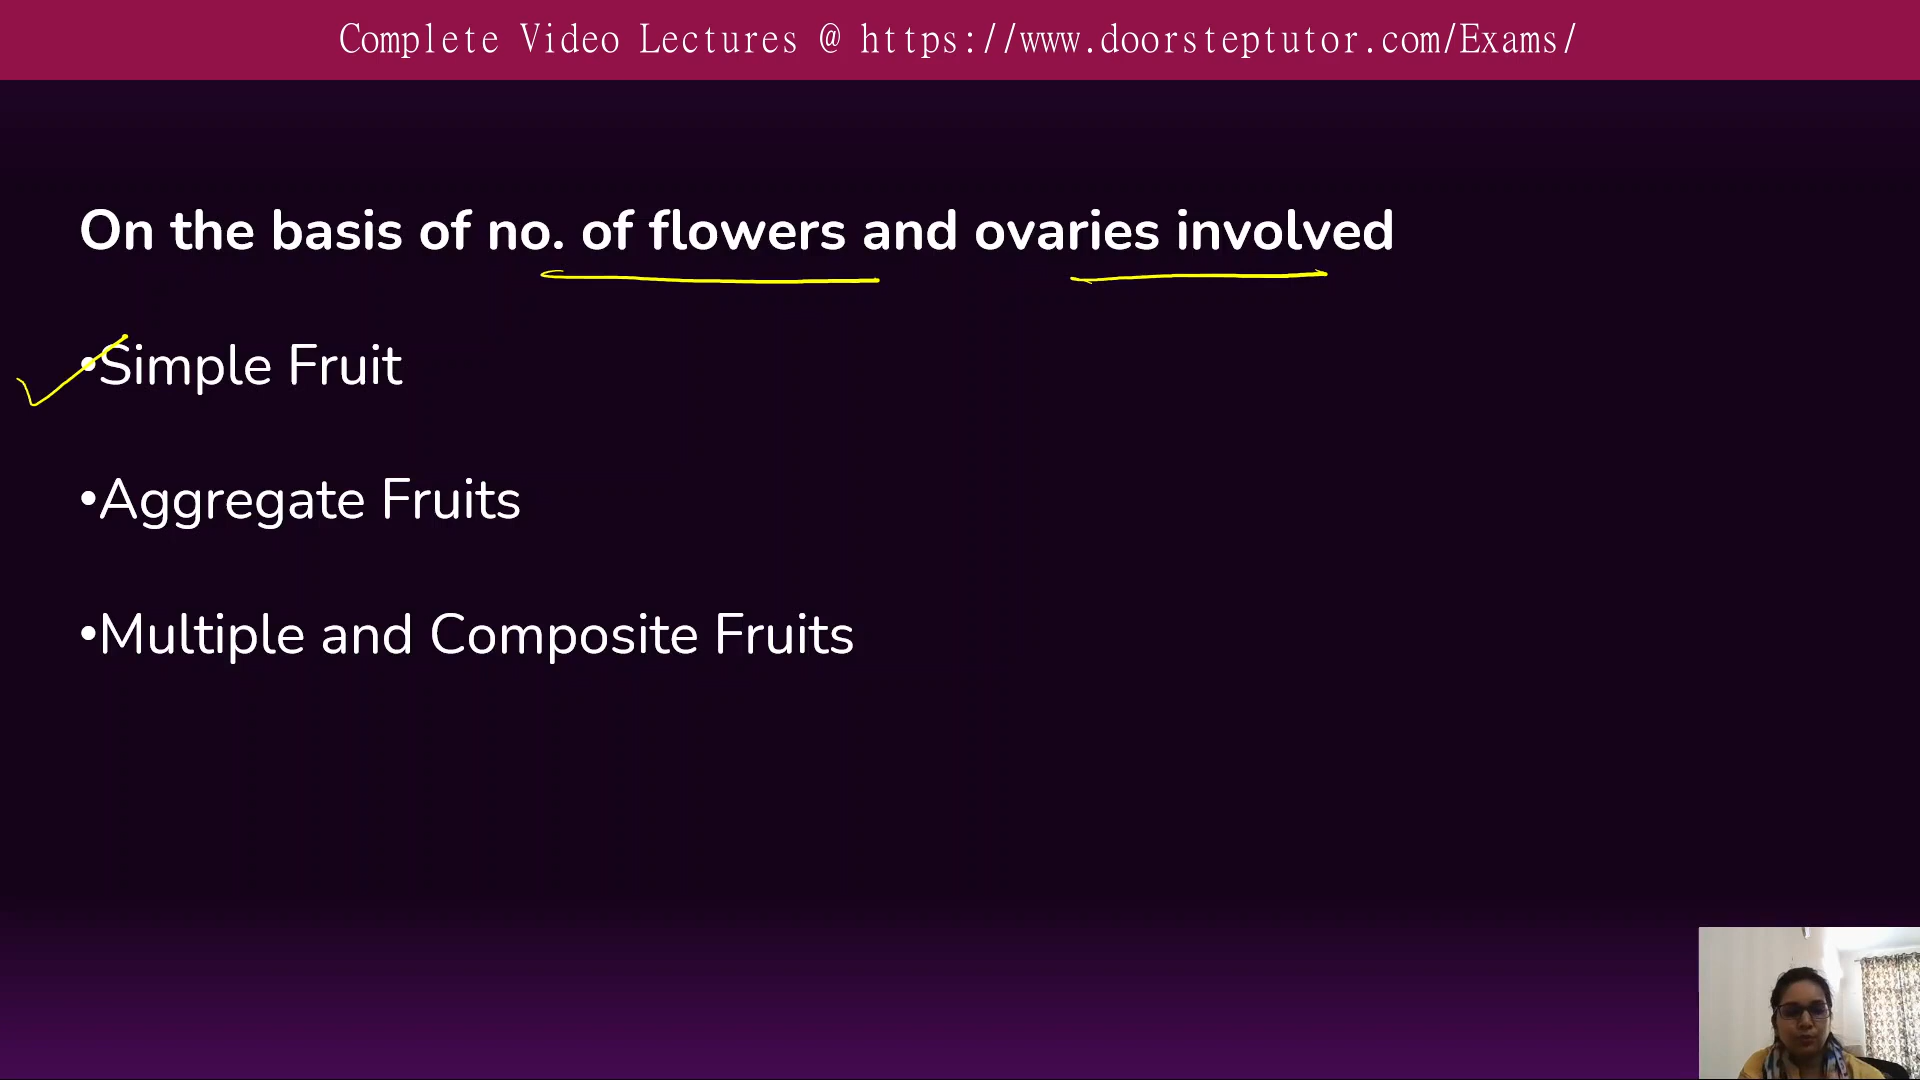 Complete Video Lectures @ https://www.doorsteptutor.com/Exams/
On the basis of no. of flowers and ovaries involved
•Simple Fruit
•Aggregate Fruits
•Multiple and Composite Fruits